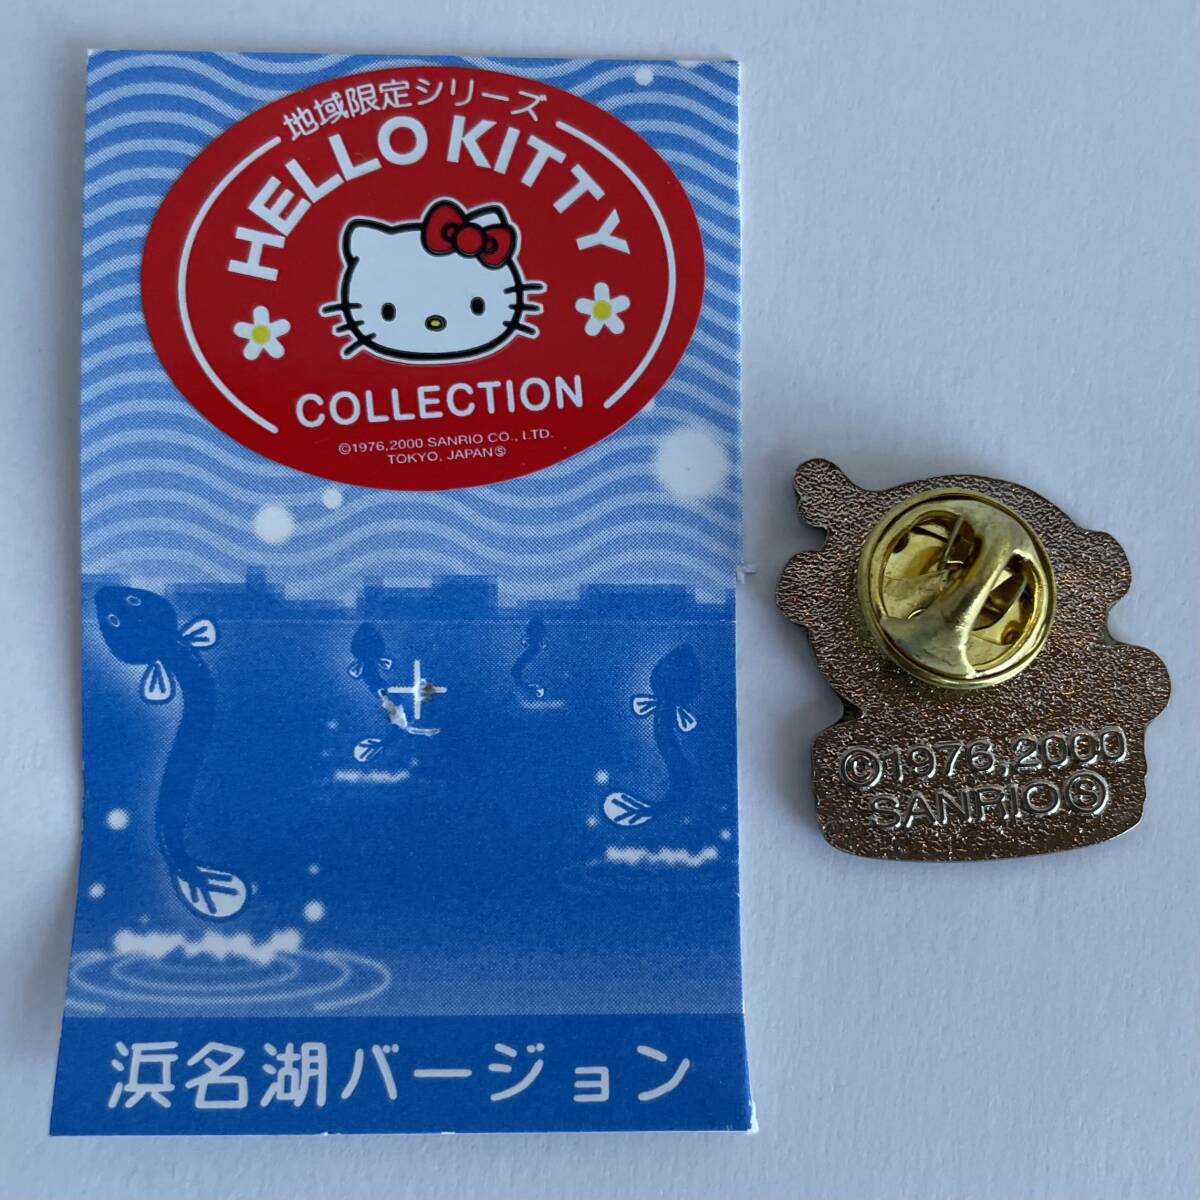 地域限定シリーズ
HELLO KITTY
COLLECTION
©1976,2000 SANRIO CO., LTD.
TOKYO, JAPAN Ⓢ
浜名湖バージョン
©1976,2000
SANRIO Ⓢ